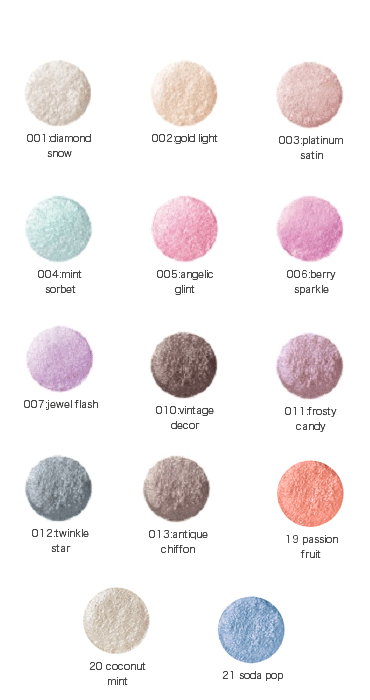 001:diamond
snow
002:gold light
003:platinum
satin
004:mint
sorbet
005:angelic
glint
006:berry
sparkle
007:jewel flash
010:vintage
decor
011:frosty
candy
012:twinkle
star
013:antique
chiffon
19 passion
fruit
20 coconut
mint
21 soda pop